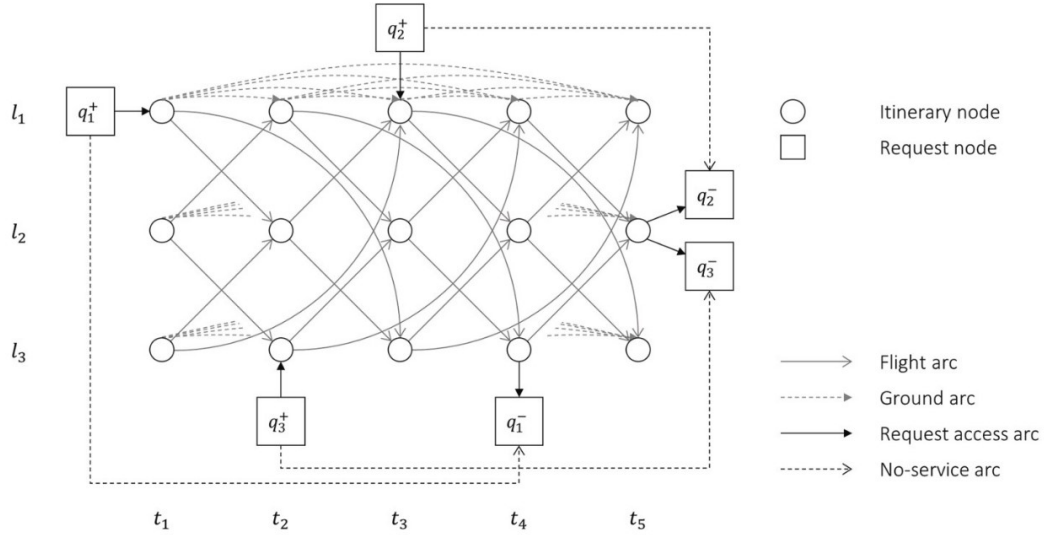 q₂⁺
l₁
q₁⁺
Itinerary node
Request node
q₂⁻
l₂
q₃⁻
l₃
Flight arc
Ground arc
q₃⁺
q₁⁻
Request access arc
No-service arc
t₁ t₂ t₃ t₄ t₅